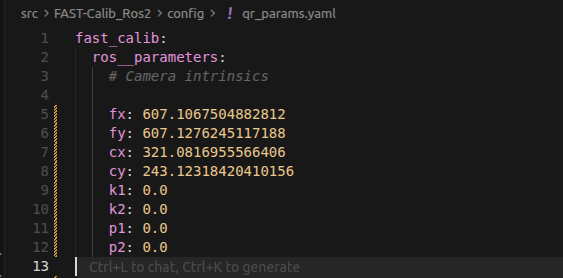 src > FAST-Calib_Ros2 > config > ! qr_params.yaml
1 fast_calib:
2 ros__parameters:
3 # Camera intrinsics
4
5 fx: 607.1067504882812
6 fy: 607.1276245117188
7 cx: 321.0816955566406
8 cy: 243.12318420410156
9 k1: 0.0
10 k2: 0.0
11 p1: 0.0
12 p2: 0.0
13 Ctrl+L to chat, Ctrl+K to generate